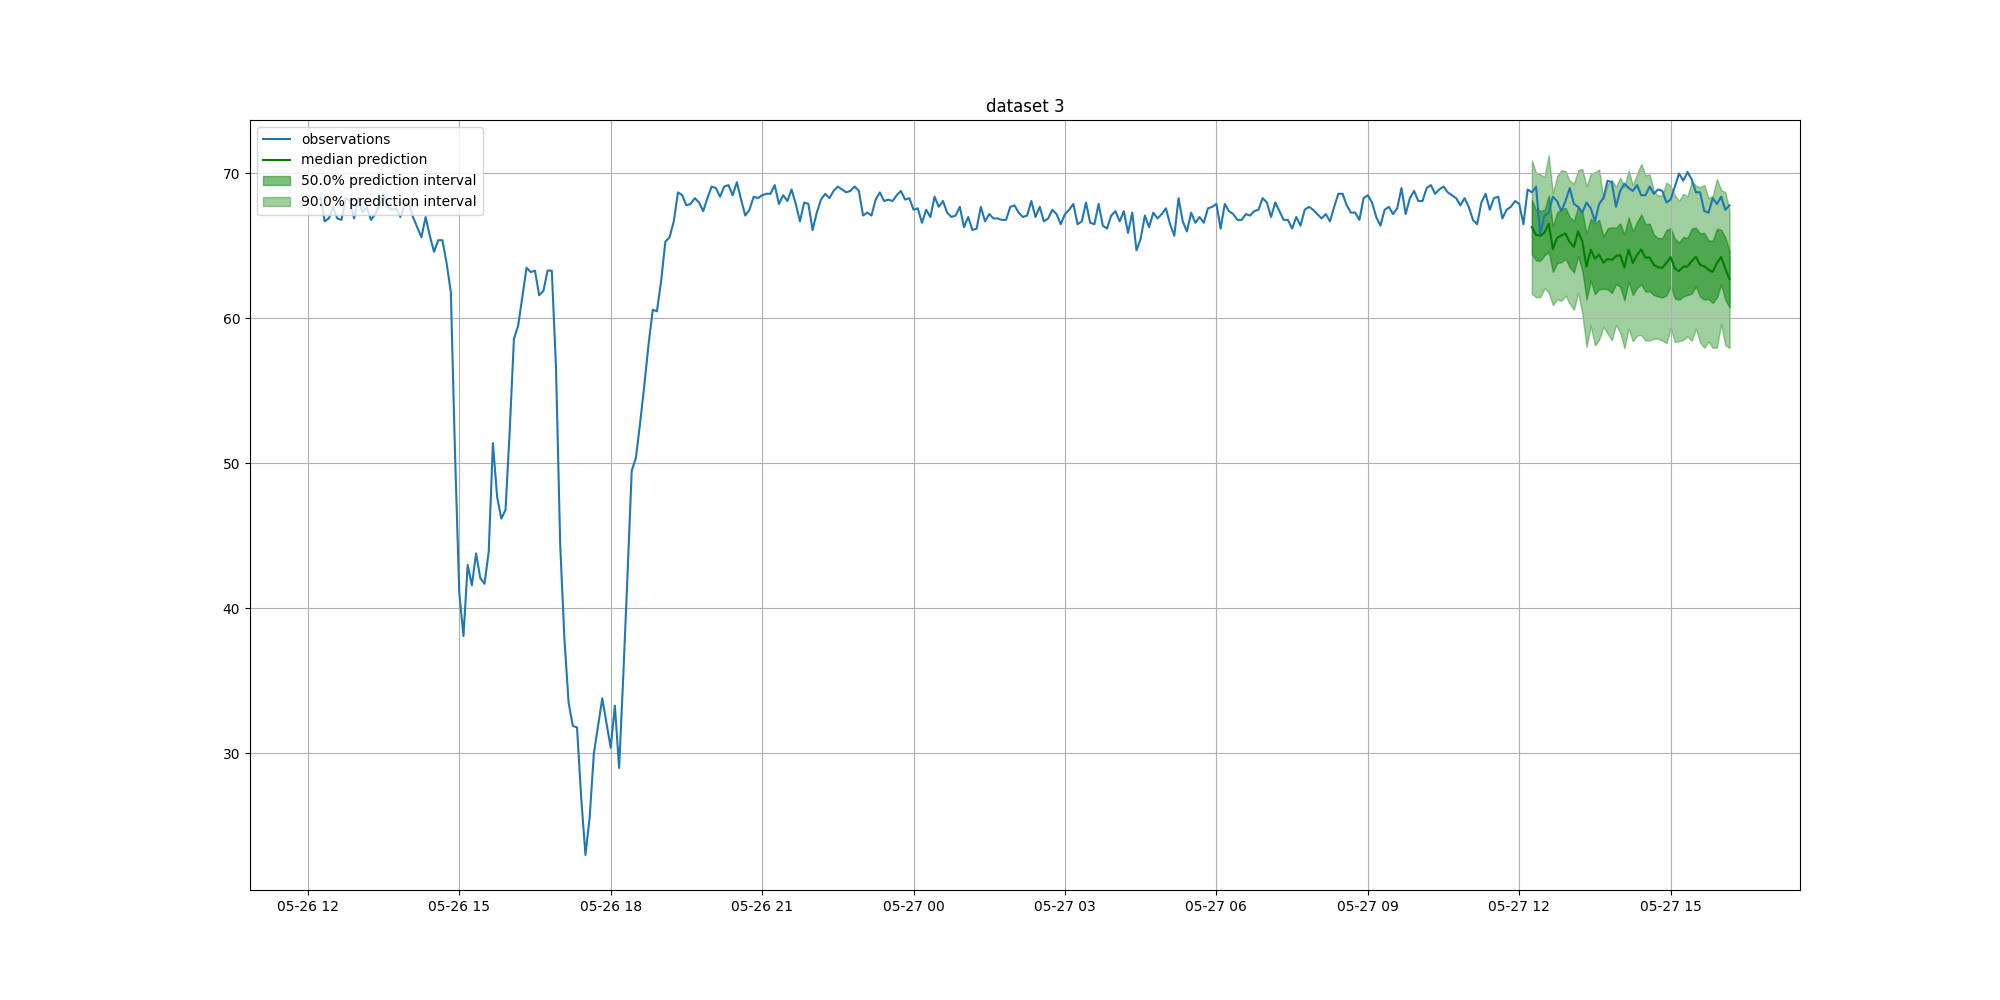 dataset 3
observations
median prediction
50.0% prediction interval
90.0% prediction interval
70
60
50
40
30
05-26 12 05-26 15 05-26 18 05-26 21 05-27 00 05-27 03 05-27 06 05-27 09 05-27 12 05-27 15